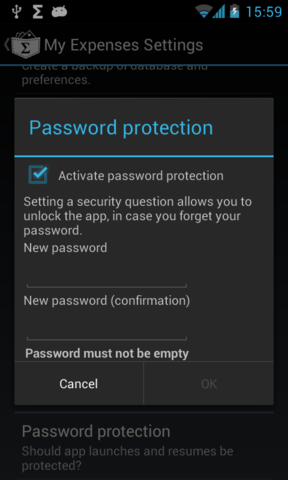 15:59
My Expenses Settings
Create a backup of database and
preferences.
Password protection
Activate password protection
Setting a security question allows you to
unlock the app, in case you forget your
password.
New password
New password (confirmation)
Password must not be empty
Cancel
OK
Password protection
Should app launches and resumes be
protected?